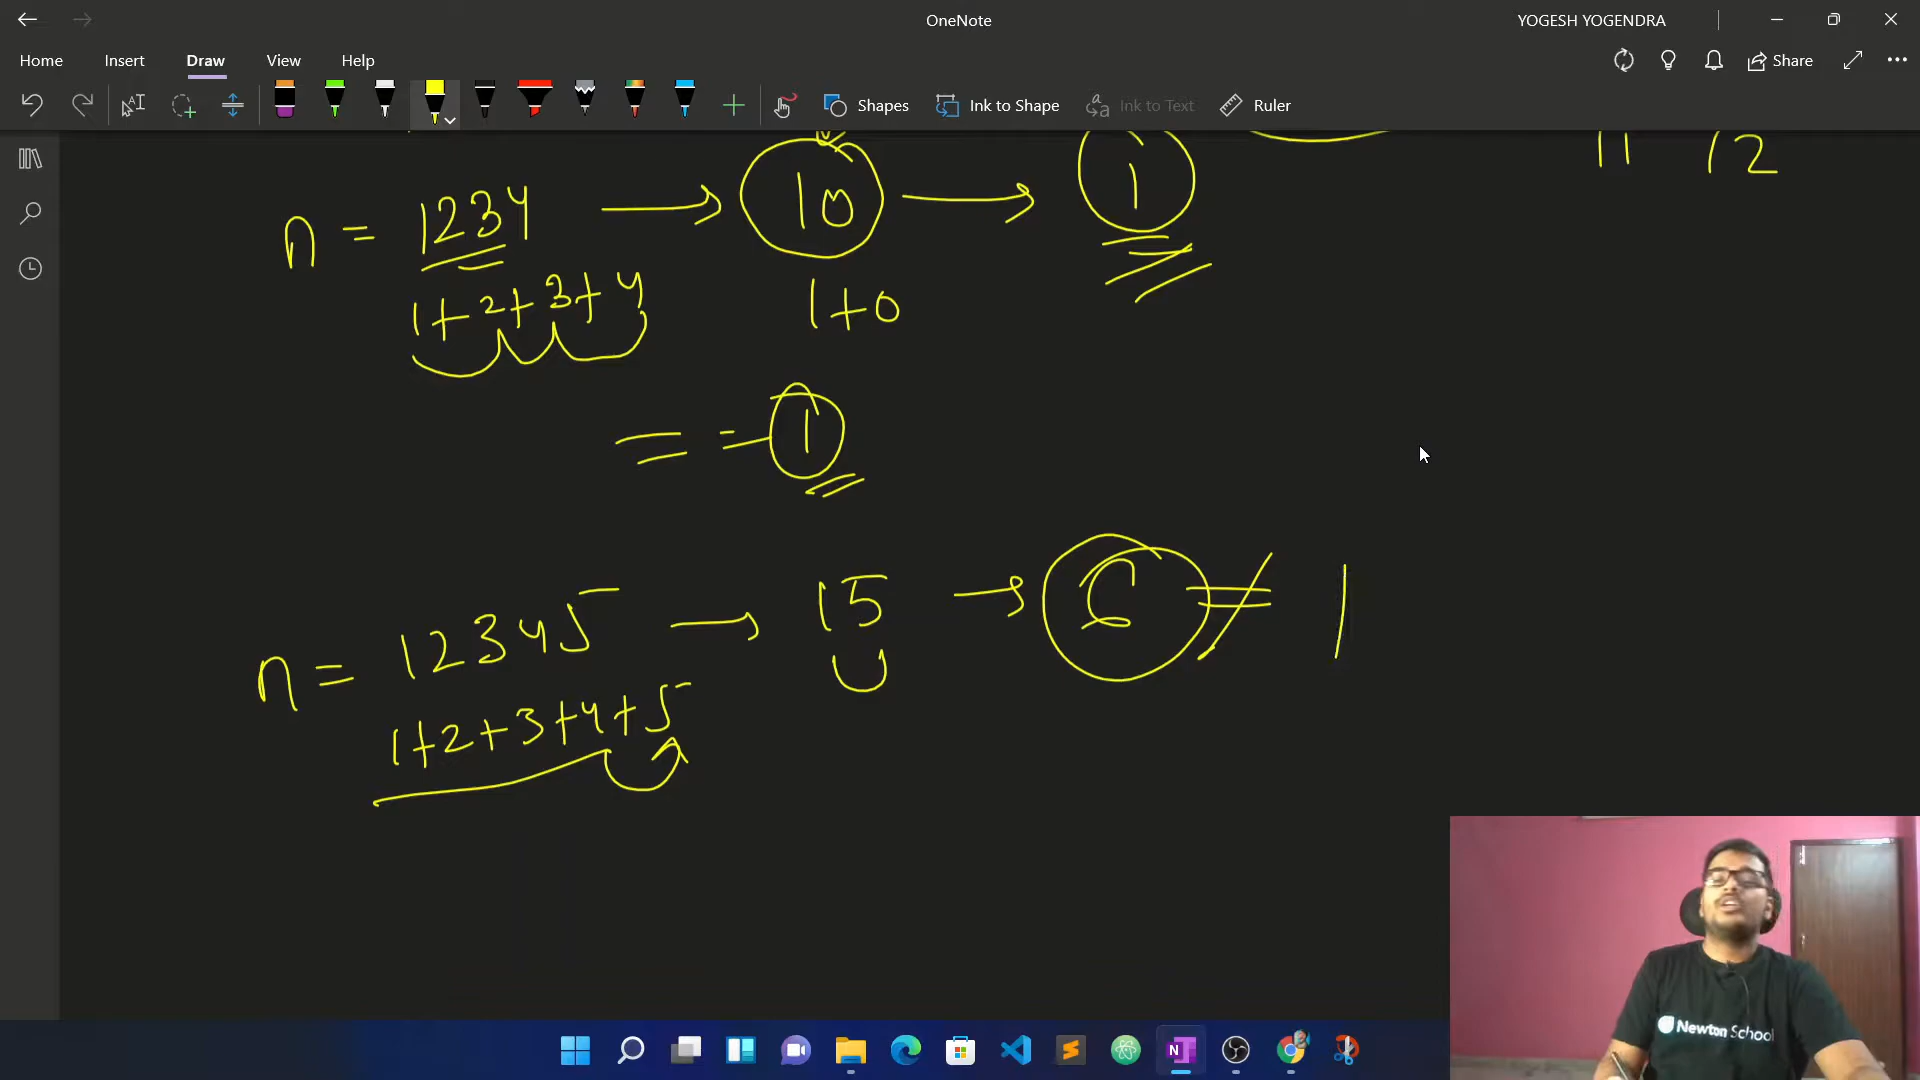 OneNote
YOGESH YOGENDRA
Home Insert Draw View Help
Share
Shapes Ink to Shape Ink to Text Ruler
11 12
n = 1234 → 10 → 1
1+2+3+4 1+0
= = 1
n = 12345 → 15 → 6 ≠ 1
1+2+3+4+5
Newton School